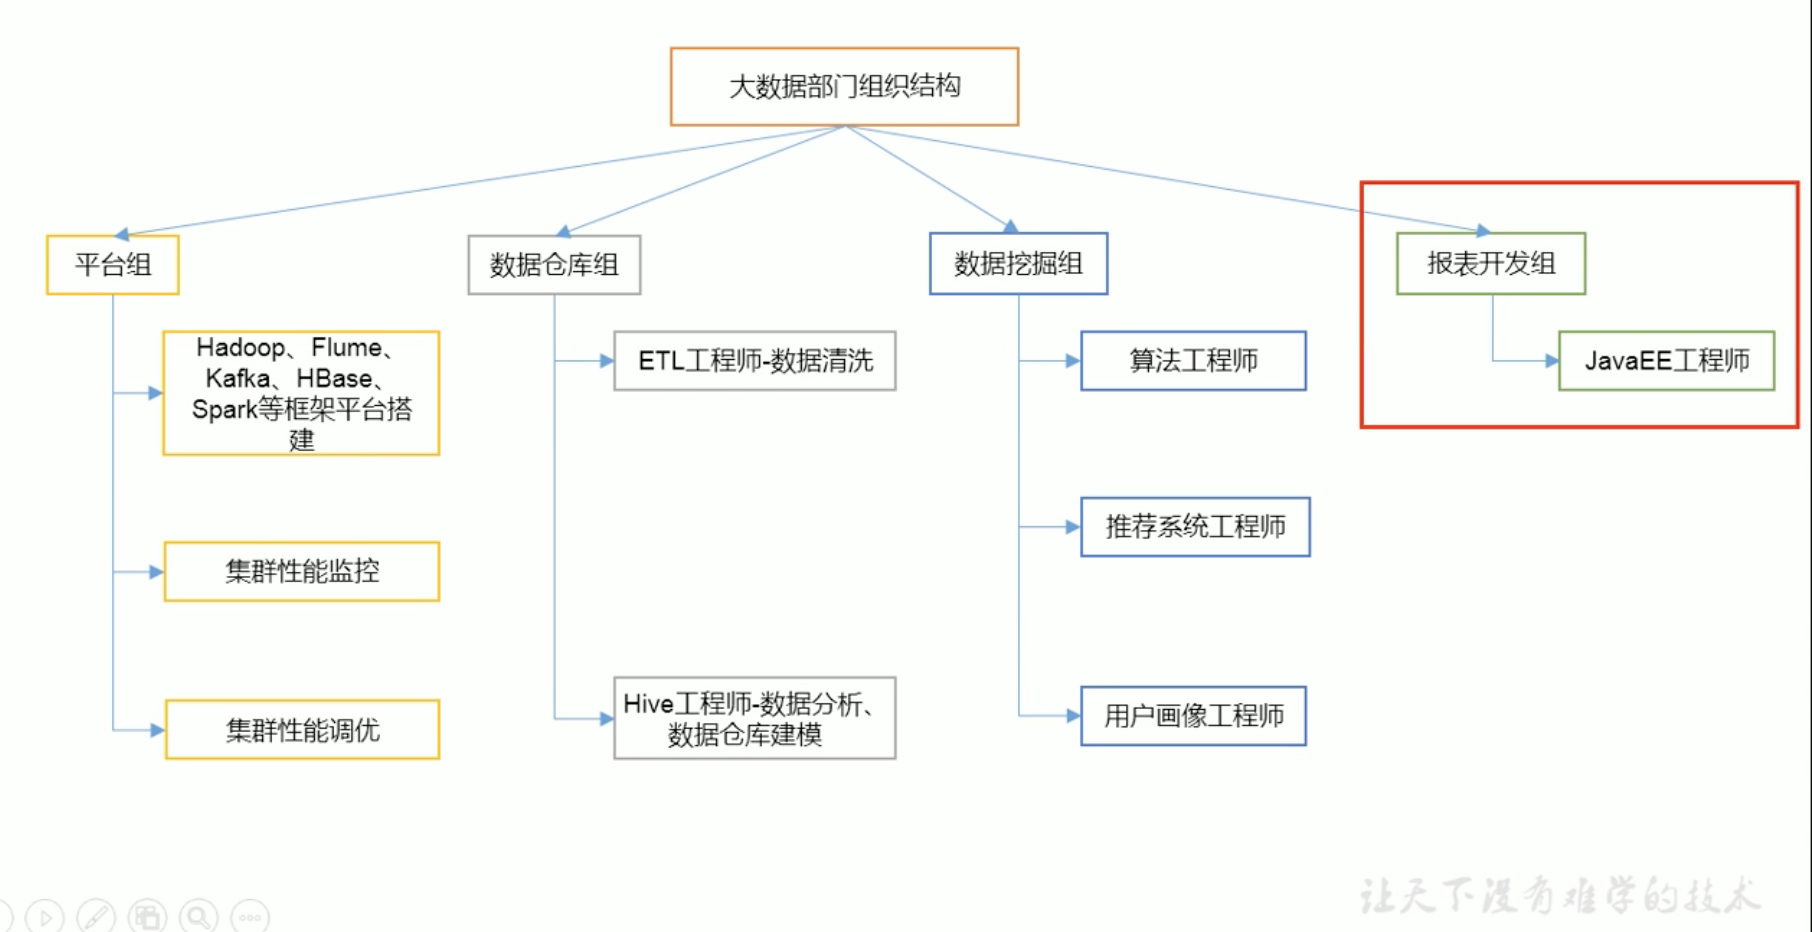 大数据部门组织结构
平台组
数据仓库组
数据挖掘组
报表开发组
Hadoop、Flume、
Kafka、HBase、
Spark等框架平台搭
建
ETL工程师-数据清洗
算法工程师
JavaEE工程师
推荐系统工程师
集群性能监控
Hive工程师-数据分析、
数据仓库建模
用户画像工程师
集群性能调优
让天下没有难学的技术